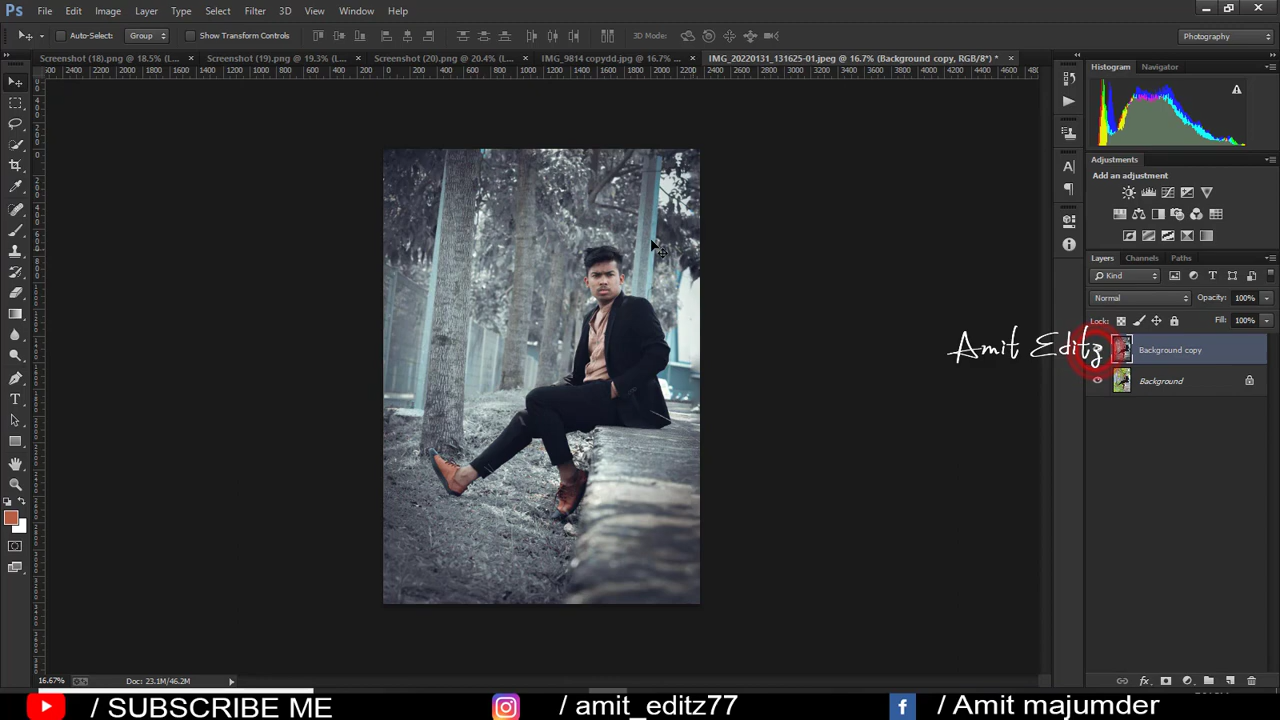 Ps File Edit Image Layer Type Select Filter 3D View Window Help
Auto-Select: Group Show Transform Controls 3D Mode: Photography
Screenshot (18).png @ 18.5% (L... × Screenshot (19).png @ 19.3% (L... × Screenshot (20).png @ 20.4% (L... × IMG_9814 copydd.jpg @ 16.7% ... × IMG_20220131_131625-01.jpeg @ 16.7% (Background copy, RGB/8*) * ×
Histogram Navigator
Adjustments
Add an adjustment
Layers Channels Paths
Kind
Normal Opacity: 100%
Lock: Fill: 100%
Amit Editz
Background copy
Background
16.67% Doc: 23.1M/46.2M
/ SUBSCRIBE ME / amit_editz77 / Amit majumder